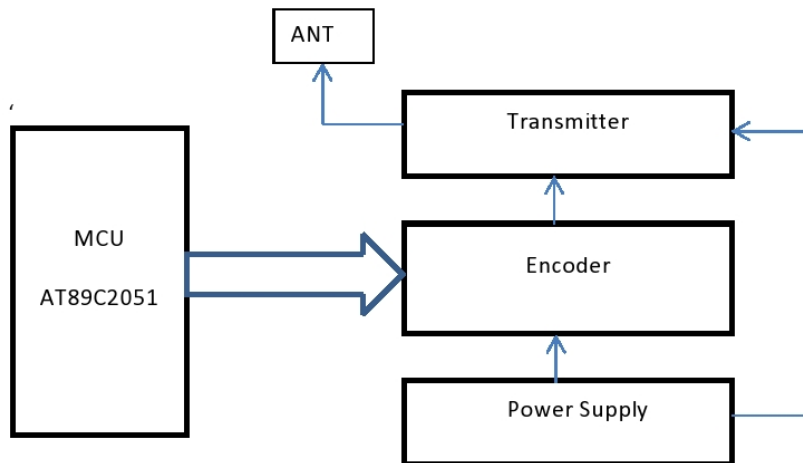 ANT
‘
Transmitter
MCU
AT89C2051
Encoder
Power Supply